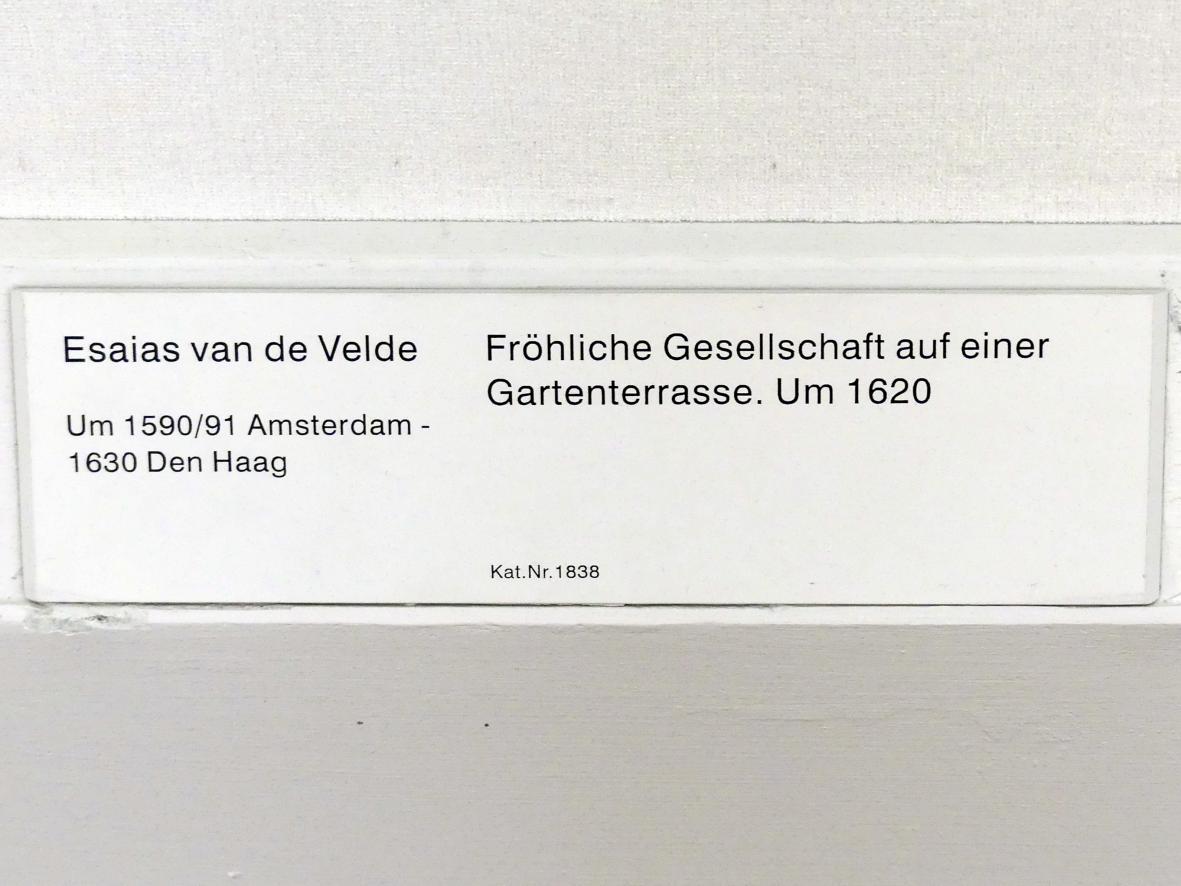 Esaias van de Velde
Um 1590/91 Amsterdam -
1630 Den Haag
Fröhliche Gesellschaft auf einer
Gartenterrasse. Um 1620
Kat.Nr.1838